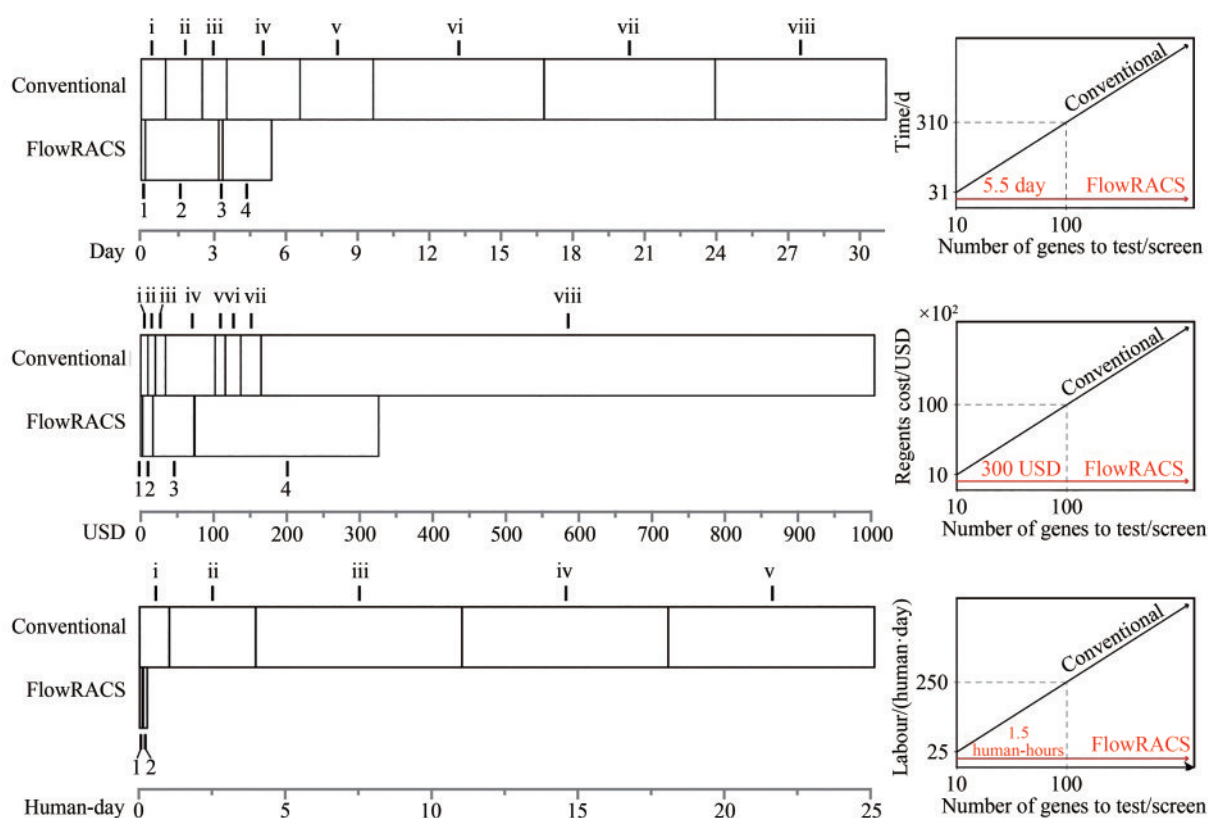 i ii iii iv v vi vii viii
Conventional
FlowRACS
1 2 3 4
Day 0 3 6 9 12 15 18 21 24 27 30
Time/d
310
31
Conventional
5.5 day FlowRACS
10 100
Number of genes to test/screen
i ii iii iv v vi vii viii
Conventional
FlowRACS
1 2 3 4
USD 0 100 200 300 400 500 600 700 800 900 1000
×10²
Regents cost/USD
100
10
Conventional
300 USD FlowRACS
10 100
Number of genes to test/screen
i ii iii iv v
Conventional
FlowRACS
1 2
Human-day 0 5 10 15 20 25
Labour/(human·day)
250
25
Conventional
1.5
human-hours FlowRACS
10 100
Number of genes to test/screen